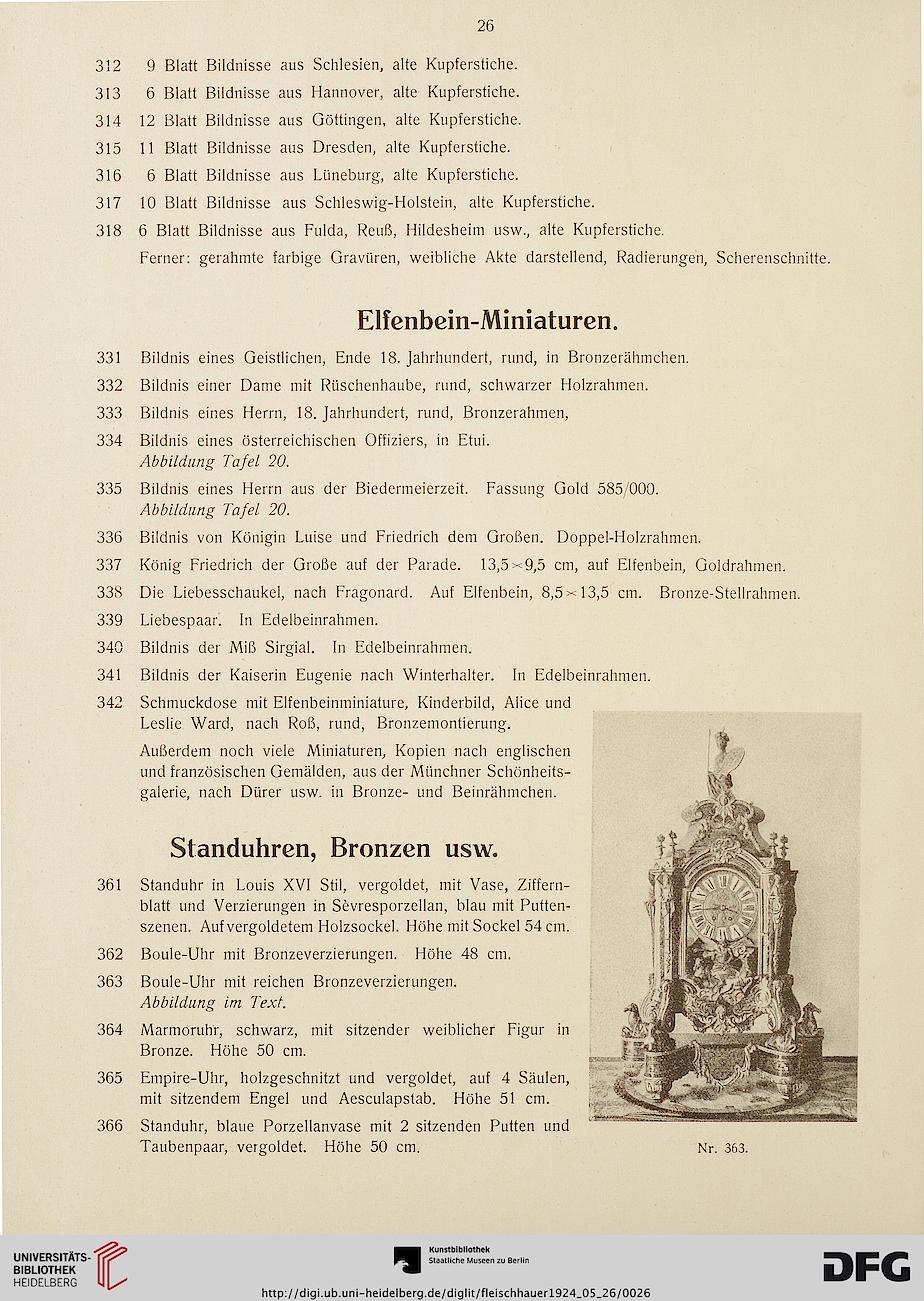 26
312 9 Blatt Bildnisse aus Schlesien, alte Kupferstiche.
313 6 Blatt Bildnisse aus Hannover, alte Kupferstiche.
314 12 Blatt Bildnisse aus Göttingen, alte Kupferstiche.
315 11 Blatt Bildnisse aus Dresden, alte Kupferstiche.
316 6 Blatt Bildnisse aus Lüneburg, alte Kupferstiche.
317 10 Blatt Bildnisse aus Schleswig-Holstein, alte Kupferstiche.
318 6 Blatt Bildnisse aus Fulda, Reuß, Hildesheim usw., alte Kupferstiche.
Ferner: gerahmte farbige Gravüren, weibliche Akte darstellend, Radierungen, Scherenschnitte.
Elfenbein-Miniaturen.
331 Bildnis eines Geistlichen, Ende 18. Jahrhundert, rund, in Bronzerähmchen.
332 Bildnis einer Dame mit Rüschenhaube, rund, schwarzer Holzrahmen.
333 Bildnis eines Herrn, 18. Jahrhundert, rund, Bronzerahmen,
334 Bildnis eines österreichischen Offiziers, in Etui.
Abbildung Tafel 20.
335 Bildnis eines Herrn aus der Biedermeierzeit. Fassung Gold 585/000.
Abbildung Tafel 20.
336 Bildnis von Königin Luise und Friedrich dem Großen. Doppel-Holzrahmen.
337 König Friedrich der Große auf der Parade. 13,5×9,5 cm, auf Elfenbein, Goldrahmen.
338 Die Liebesschaukel, nach Fragonard. Auf Elfenbein, 8,5×13,5 cm. Bronze-Stellrahmen.
339 Liebespaar. In Edelbeinrahmen.
340 Bildnis der Miß Sirgial. In Edelbeinrahmen.
341 Bildnis der Kaiserin Eugenie nach Winterhalter. In Edelbeinrahmen.
342 Schmuckdose mit Elfenbeinminiature, Kinderbild, Alice und
Leslie Ward, nach Roß, rund, Bronzemontierung.
Außerdem noch viele Miniaturen, Kopien nach englischen
und französischen Gemälden, aus der Münchner Schönheits-
galerie, nach Dürer usw. in Bronze- und Beinrähmchen.
Standuhren, Bronzen usw.
361 Standuhr in Louis XVI Stil, vergoldet, mit Vase, Ziffern-
blatt und Verzierungen in Sèvresporzellan, blau mit Putten-
szenen. Auf vergoldetem Holzsockel. Höhe mit Sockel 54 cm.
362 Boule-Uhr mit Bronzeverzierungen. Höhe 48 cm.
363 Boule-Uhr mit reichen Bronzeverzierungen.
Abbildung im Text.
364 Marmoruhr, schwarz, mit sitzender weiblicher Figur in
Bronze. Höhe 50 cm.
365 Empire-Uhr, holzgeschnitzt und vergoldet, auf 4 Säulen,
mit sitzendem Engel und Aesculapstab. Höhe 51 cm.
366 Standuhr, blaue Porzellanvase mit 2 sitzenden Putten und
Taubenpaar, vergoldet. Höhe 50 cm.
Nr. 363.
UNIVERSITÄTS-
BIBLIOTHEK
HEIDELBERG
Kunstbibliothek
Staatliche Museen zu Berlin
DFG
http://digi.ub.uni-heidelberg.de/diglit/fleischhauer1924_05_26/0026